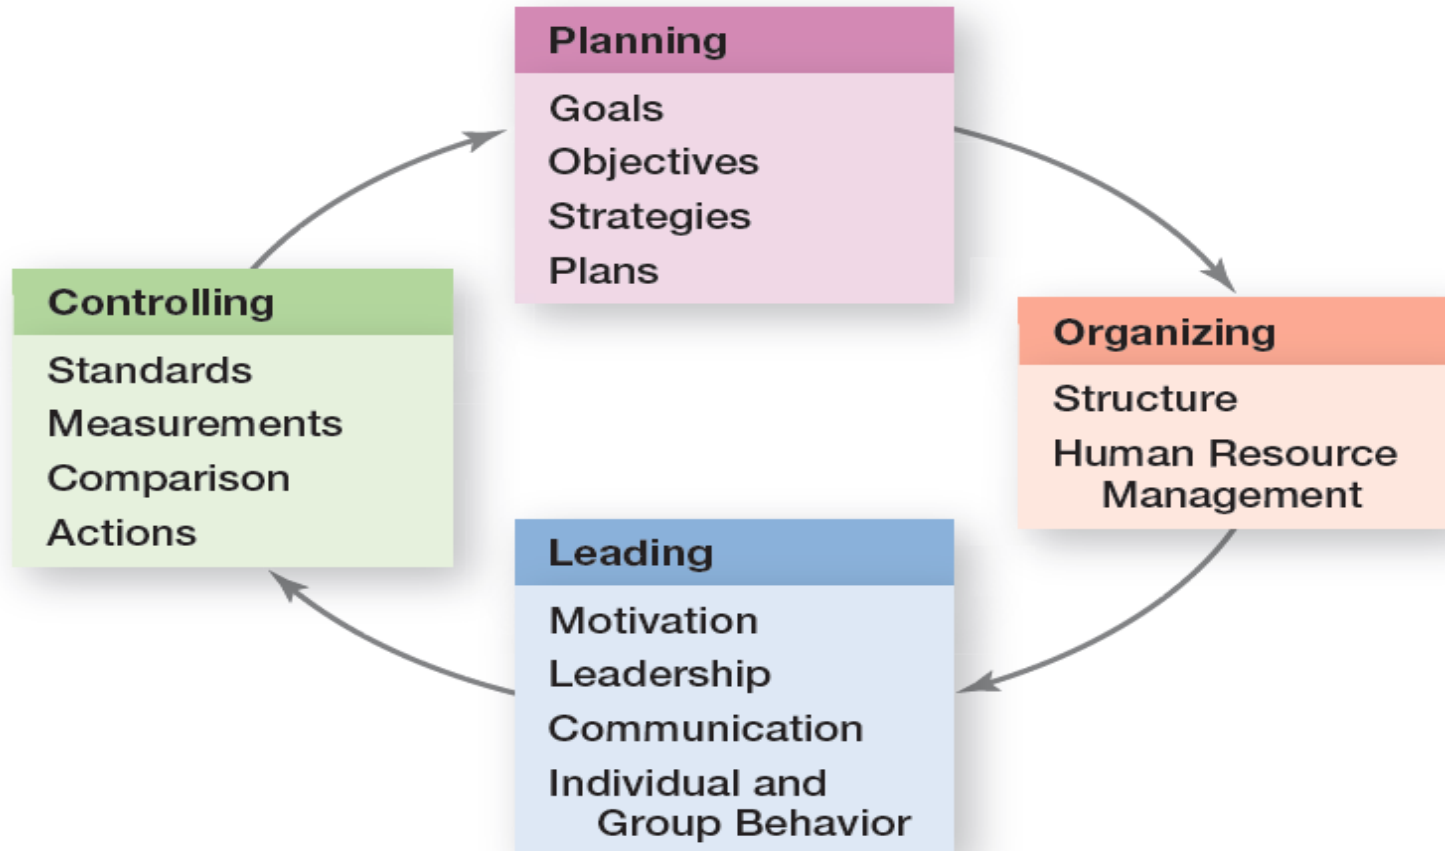 Planning
Goals
Objectives
Strategies
Plans
Organizing
Structure
Human Resource
Management
Leading
Motivation
Leadership
Communication
Individual and
Group Behavior
Controlling
Standards
Measurements
Comparison
Actions